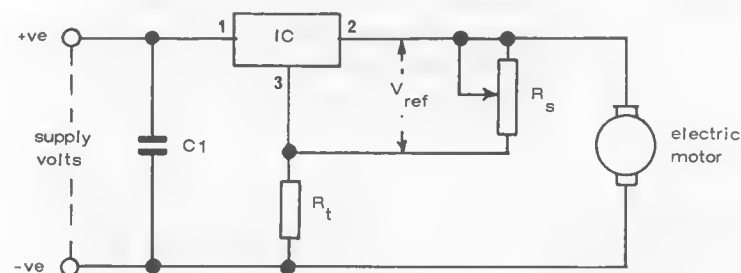 +ve
1
IC
2
3
V ref
R s
supply
volts
C1
electric
motor
R t
-ve